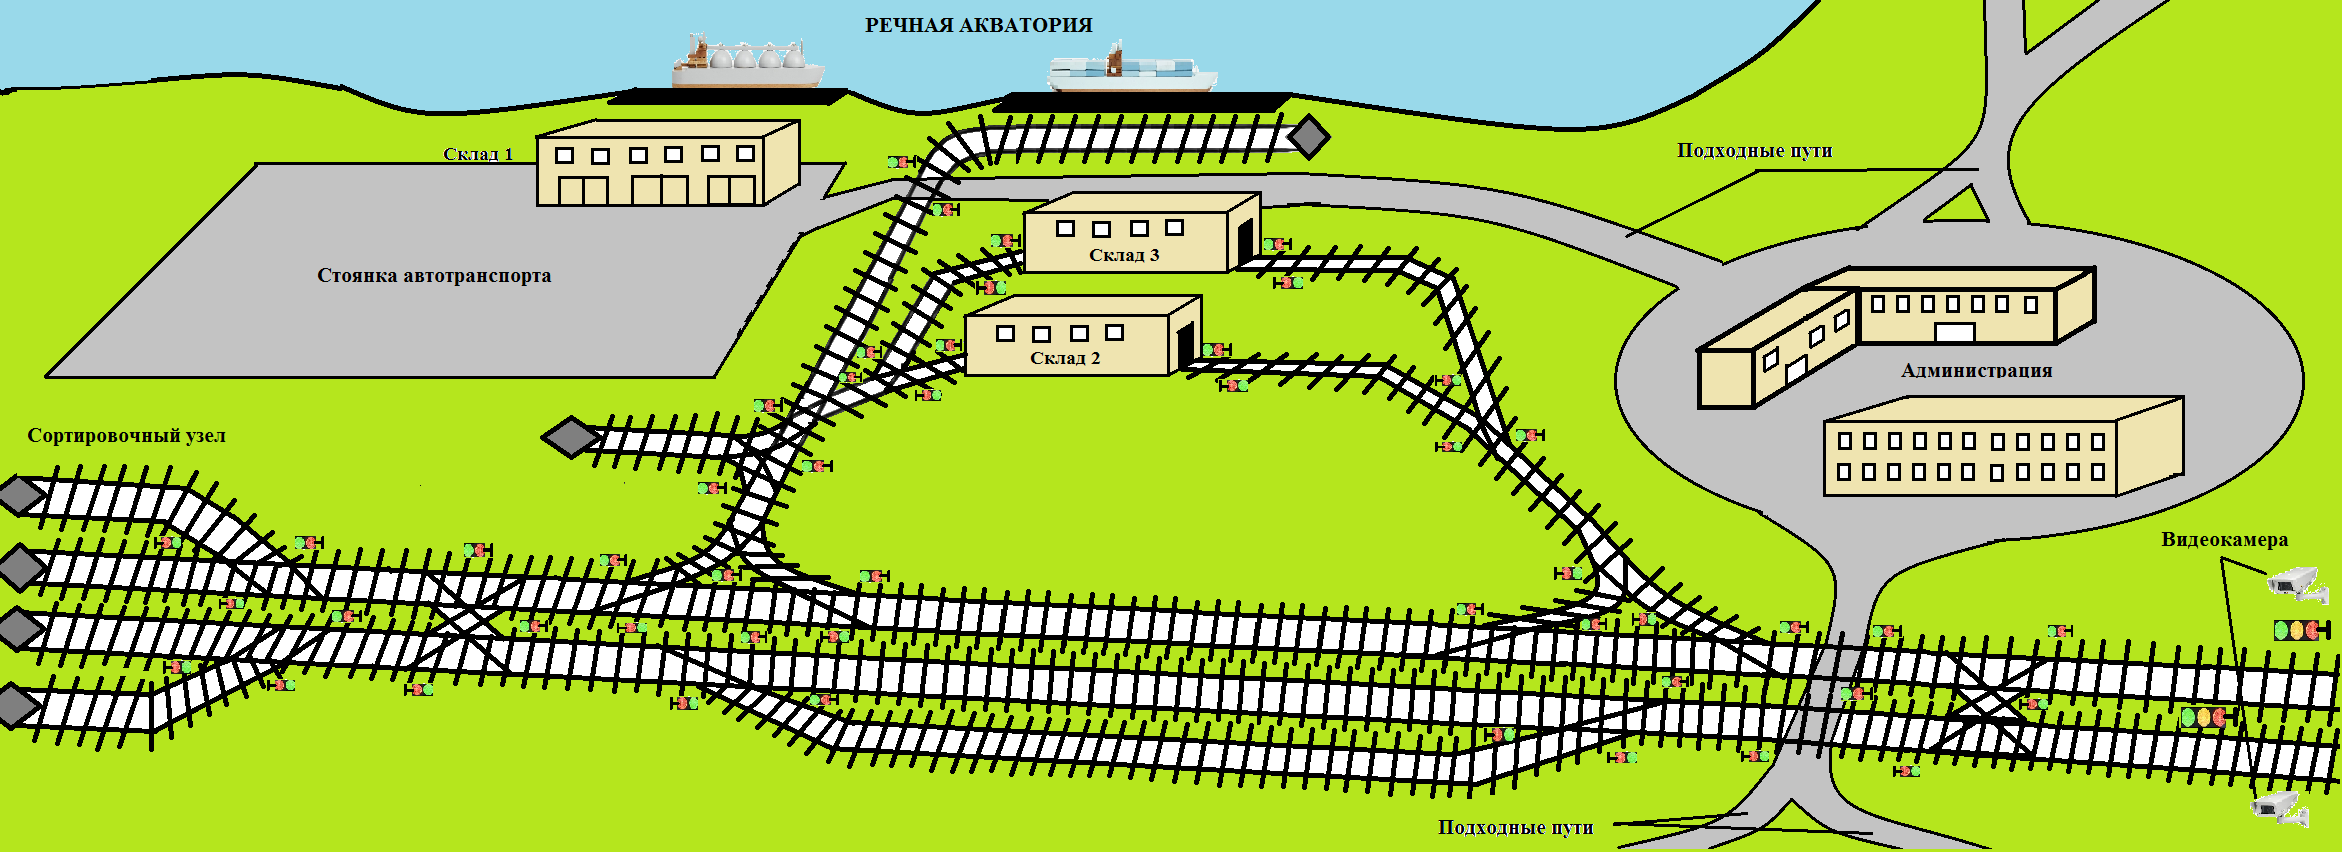 РЕЧНАЯ АКВАТОРИЯ
Склад 1
Подходные пути
Склад 3
Стоянка автотранспорта
Склад 2
Администрация
Сортировочный узел
Видеокамера
Подходные пути